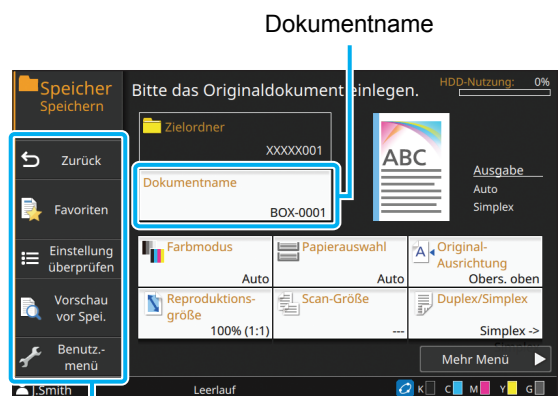 Dokumentname
Speicher
Speichern
Bitte das Originaldokument einlegen.
HDD-Nutzung: 0%
Zielordner
XXXXX001
Dokumentname
BOX-0001
ABC
Ausgabe
Auto
Simplex
Zurück
Favoriten
Einstellung
überprüfen
Vorschau
vor Spei.
Benutz.-
menü
Farbmodus
Auto
Papierauswahl
Auto
A
Original-
Ausrichtung
Obers. oben
Reproduktions-
größe
100% (1:1)
Scan-Größe
---
Duplex/Simplex
Simplex ->
Mehr Menü
J.Smith
Leerlauf
K C M Y G